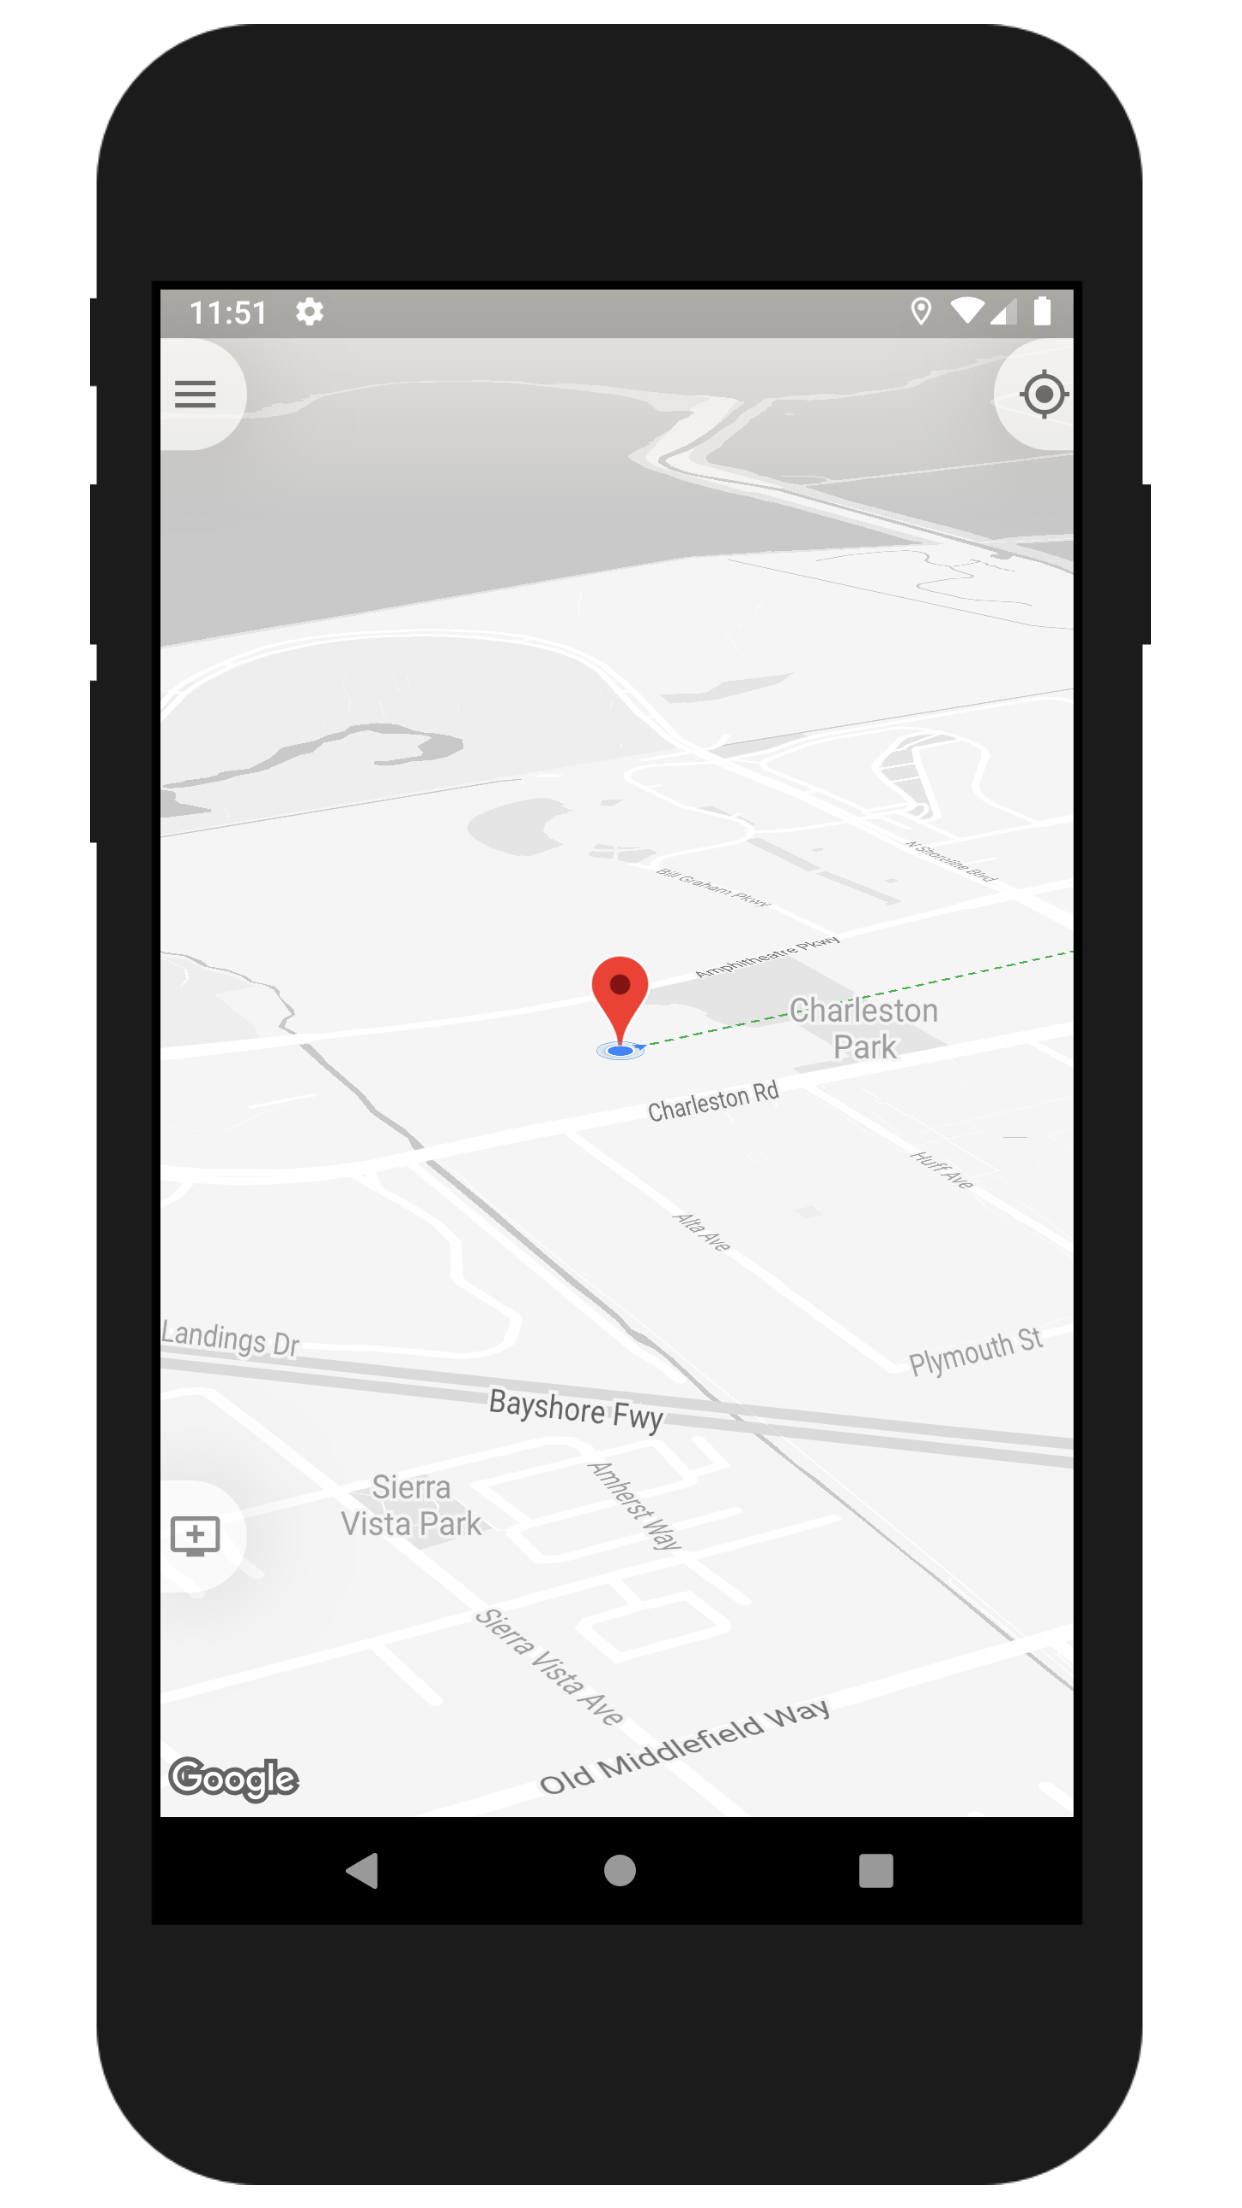 11:51
N Shoreline Blvd
Bill Graham Pkwy
Amphitheatre Pkwy
Charleston
Park
Charleston Rd
Huff Ave
Alta Ave
Landings Dr
Plymouth St
Bayshore Fwy
Sierra
Vista Park
Amherst Way
Sierra Vista Ave
Old Middlefield Way
Google